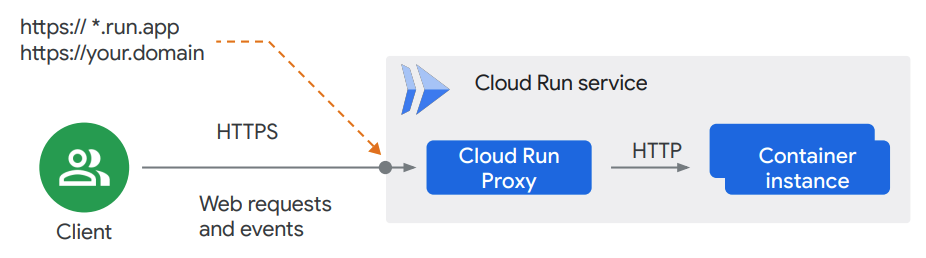 https:// *.run.app
https://your.domain
Cloud Run service
HTTPS
Cloud Run
Proxy
HTTP
Container
instance
Web requests
and events
Client